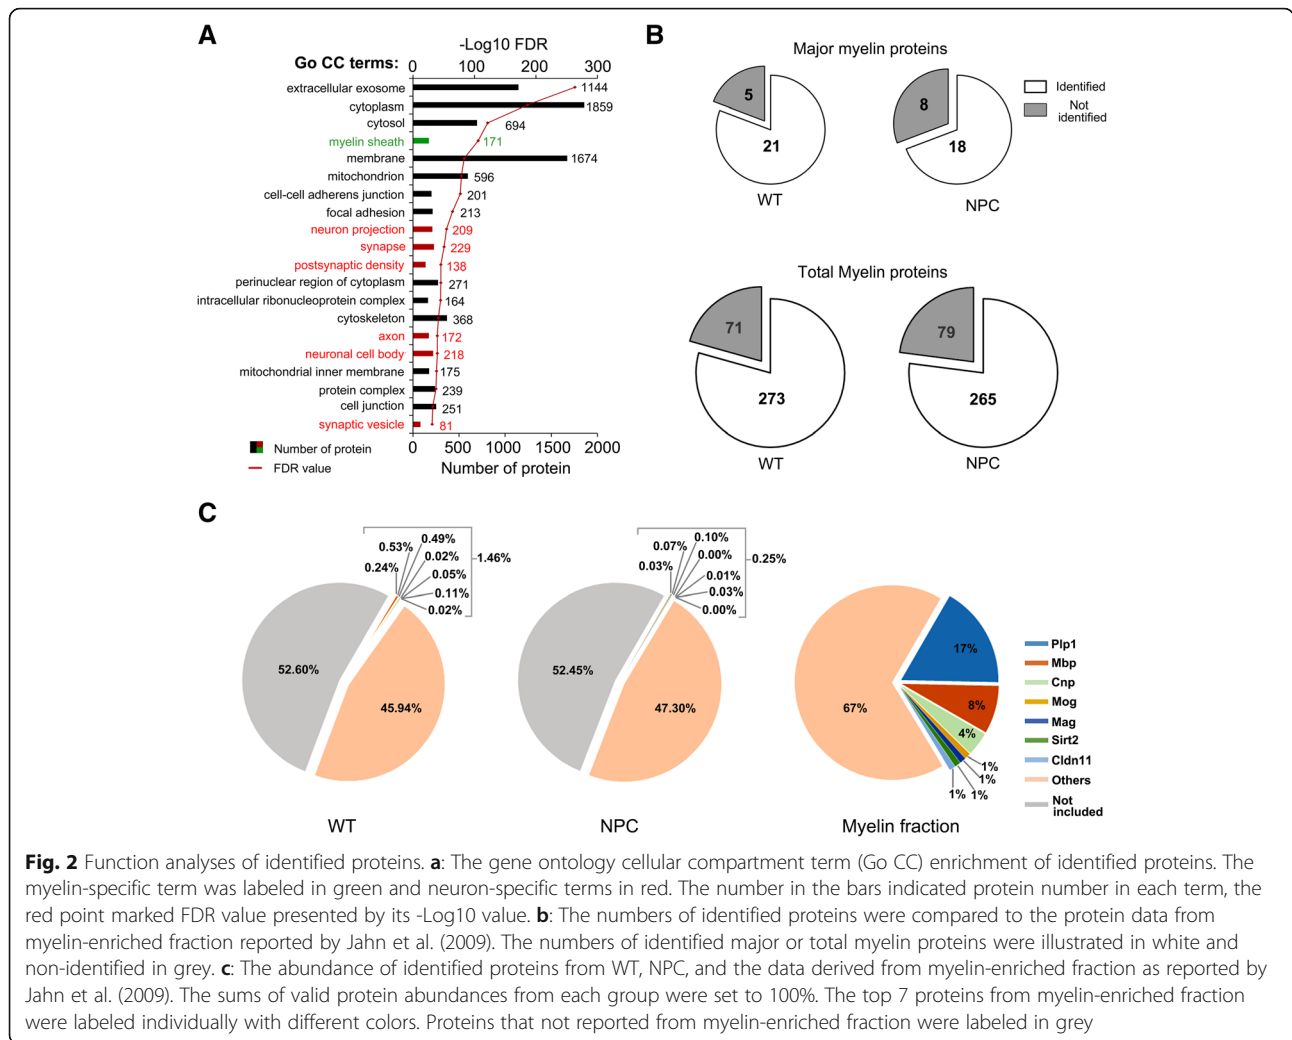 A
-Log10 FDR
Go CC terms:
0 100 200 300
extracellular exosome 1144
cytoplasm 1859
cytosol 694
myelin sheath 171
membrane 1674
mitochondrion 596
cell-cell adherens junction 201
focal adhesion 213
neuron projection 209
synapse 229
postsynaptic density 138
perinuclear region of cytoplasm 271
intracellular ribonucleoprotein complex 164
cytoskeleton 368
axon 172
neuronal cell body 218
mitochondrial inner membrane 175
protein complex 239
cell junction 251
synaptic vesicle 81
0 500 1000 1500 2000
Number of protein
Number of protein
FDR value
B
Major myelin proteins
5
21
WT
8
18
NPC
Identified
Not identified
Total Myelin proteins
71
273
WT
79
265
NPC
C
0.24%
0.53%
0.49%
0.02%
0.05%
0.11%
0.02%
1.46%
52.60%
45.94%
WT
0.03%
0.07%
0.10%
0.00%
0.01%
0.03%
0.00%
0.25%
52.45%
47.30%
NPC
17%
8%
4%
1%
1%
1%
1%
67%
Myelin fraction
Plp1
Mbp
Cnp
Mog
Mag
Sirt2
Cldn11
Others
Not included
Fig. 2 Function analyses of identified proteins. a: The gene ontology cellular compartment term (Go CC) enrichment of identified proteins. The
myelin-specific term was labeled in green and neuron-specific terms in red. The number in the bars indicated protein number in each term, the
red point marked FDR value presented by its -Log10 value. b: The numbers of identified proteins were compared to the protein data from
myelin-enriched fraction reported by Jahn et al. (2009). The numbers of identified major or total myelin proteins were illustrated in white and
non-identified in grey. c: The abundance of identified proteins from WT, NPC, and the data derived from myelin-enriched fraction as reported by
Jahn et al. (2009). The sums of valid protein abundances from each group were set to 100%. The top 7 proteins from myelin-enriched fraction
were labeled individually with different colors. Proteins that not reported from myelin-enriched fraction were labeled in grey